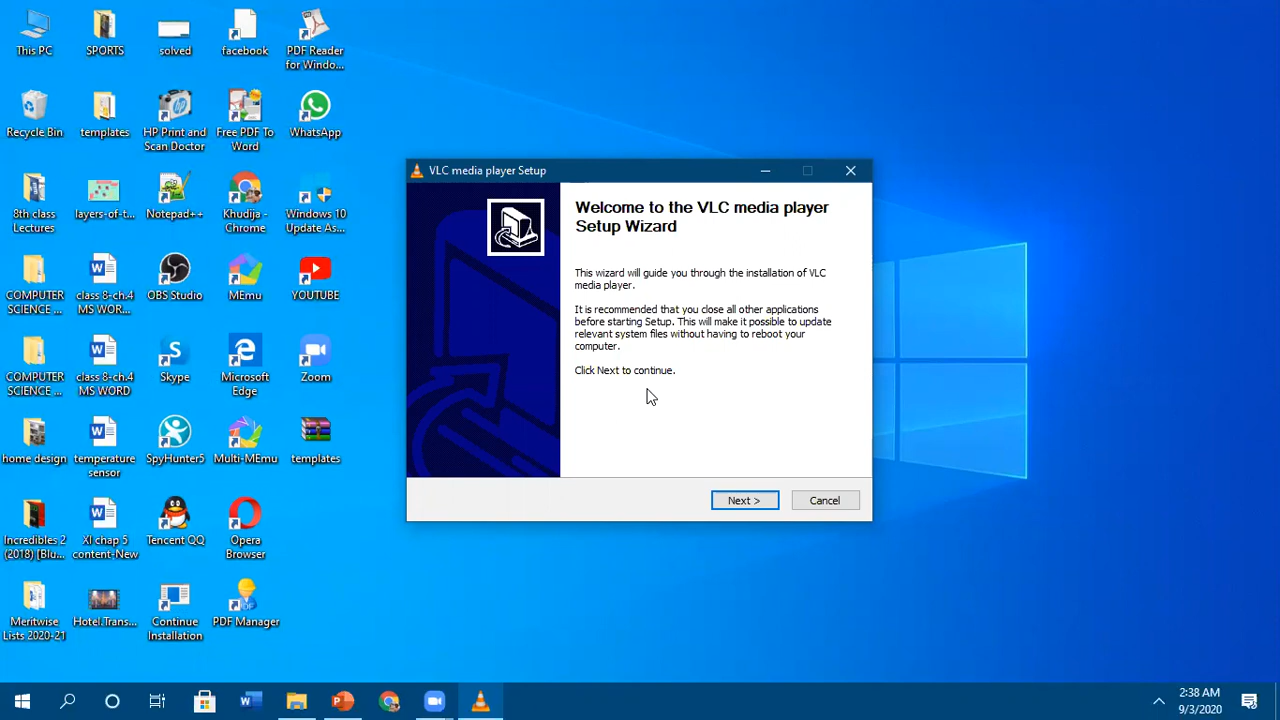 This PC
SPORTS
solved
facebook
PDF Reader
for Windo...
Recycle Bin
templates
HP Print and
Scan Doctor
Free PDF To
Word
WhatsApp
8th class
Lectures
layers-of-t...
Notepad++
Khudija -
Chrome
Windows 10
Update As...
COMPUTER
SCIENCE ...
class 8-ch.4
MS WOR...
OBS Studio
MEmu
YOUTUBE
COMPUTER
SCIENCE ...
class 8-ch.4
MS WORD
Skype
Microsoft
Edge
Zoom
home design
temperature
sensor
SpyHunter5
Multi-MEmu
templates
Incredibles 2
(2018) [Blu...
XI chap 5
content-New
Tencent QQ
Opera
Browser
Meritwise
Lists 2020-21
Hotel.Trans...
Continue
Installation
PDF Manager
VLC media player Setup
Welcome to the VLC media player
Setup Wizard
This wizard will guide you through the installation of VLC
media player.
It is recommended that you close all other applications
before starting Setup. This will make it possible to update
relevant system files without having to reboot your
computer.
Click Next to continue.
Next >
Cancel
2:38 AM
9/3/2020